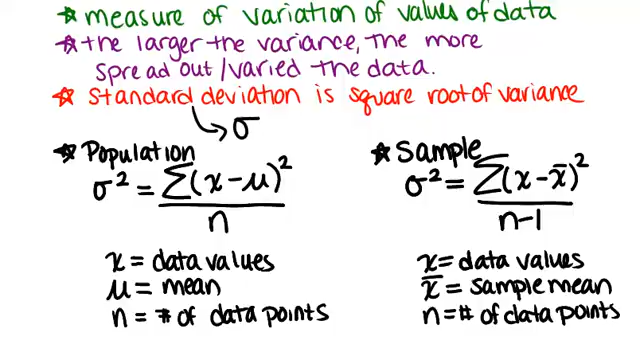 ☆ measure of variation of values of data
☆ the larger the variance, the more
spread out/varied the data.
☆ standard deviation is square root of variance
→ σ
☆ Population
σ² = Σ(x-μ)² / n
x = data values
μ = mean
n = # of data points
★ Sample
σ² = Σ(x-x̄)² / n-1
x = data values
x̄ = sample mean
n = # of data points